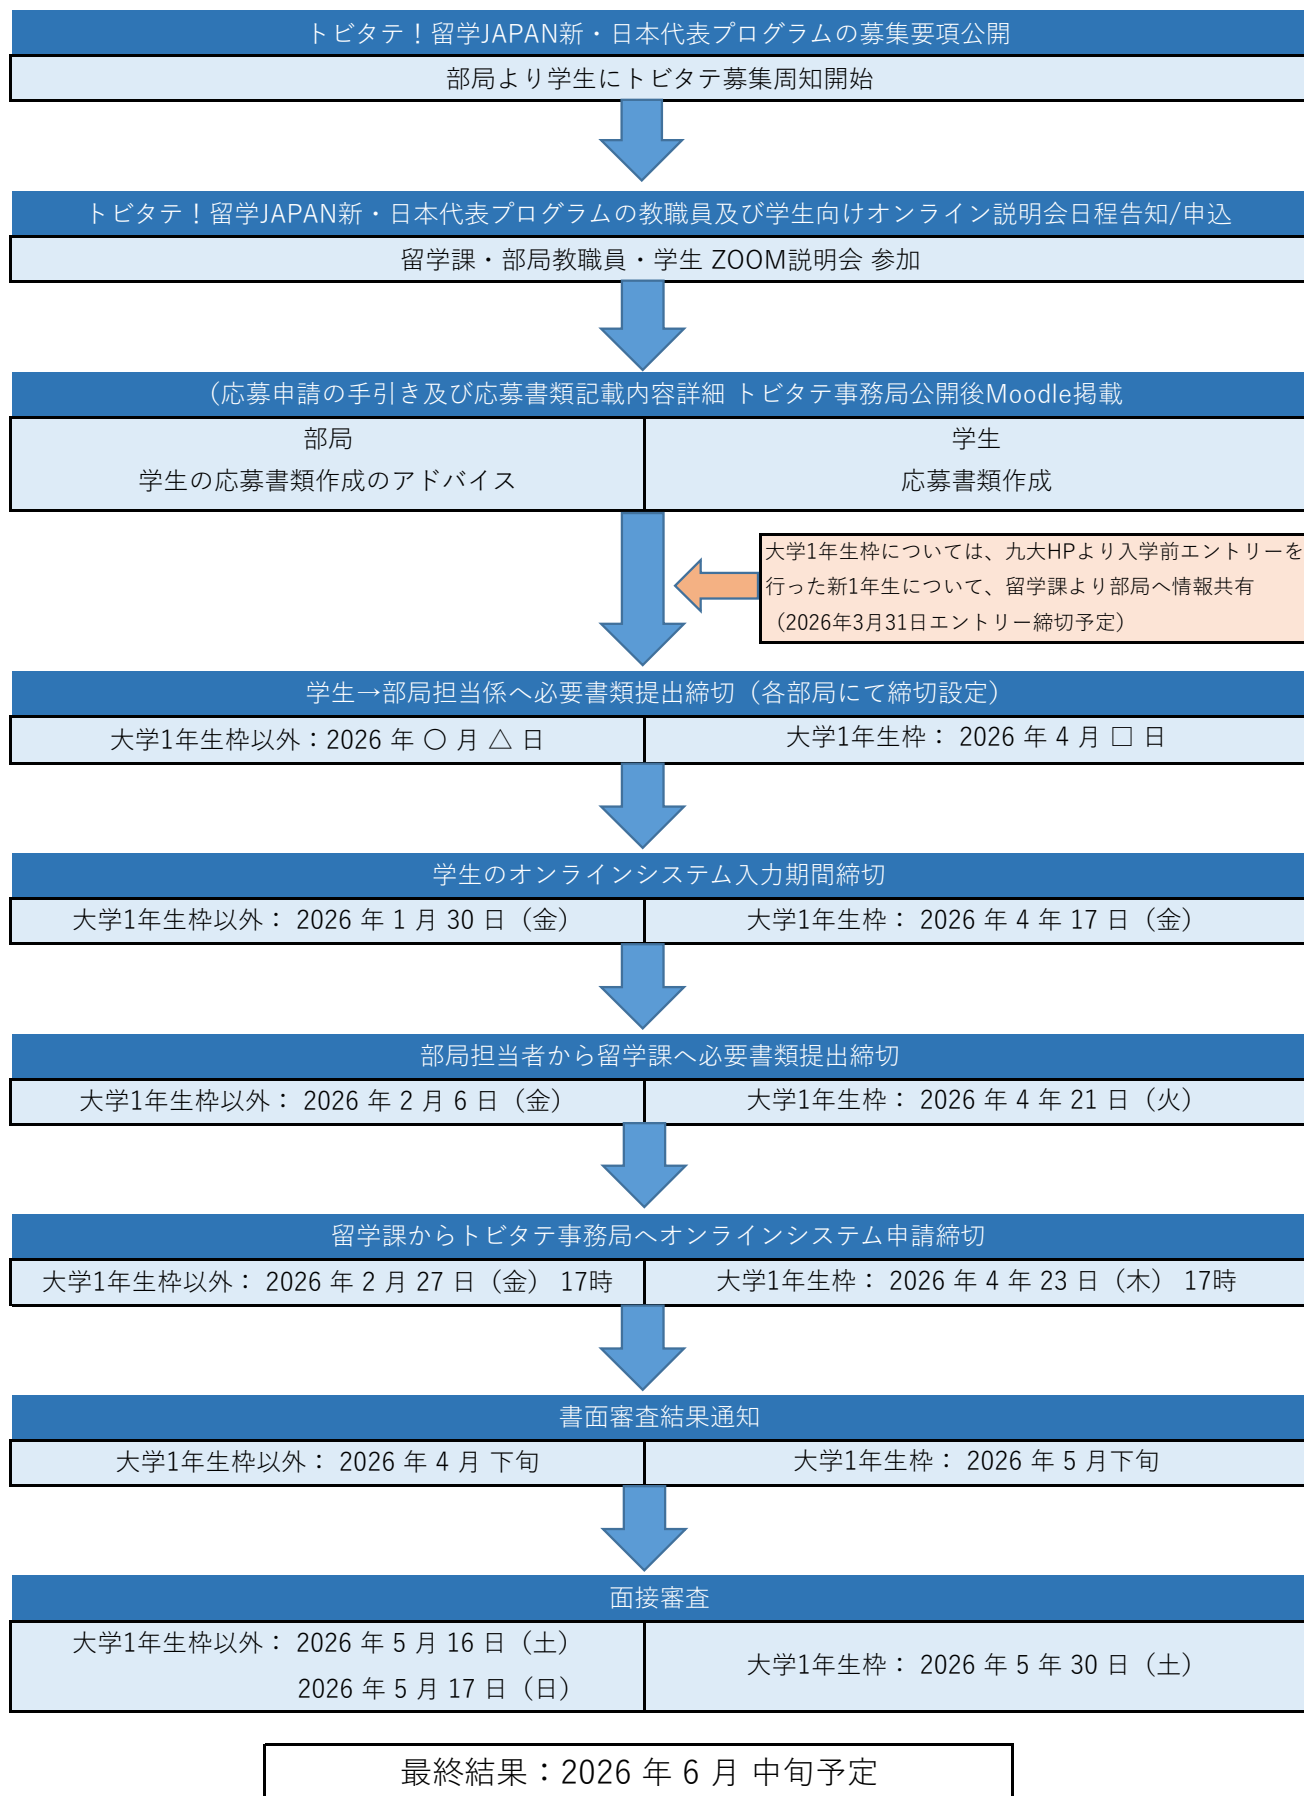 トビタテ！留学JAPAN新・日本代表プログラムの募集要項公開
部局より学生にトビタテ募集周知開始
トビタテ！留学JAPAN新・日本代表プログラムの教職員及び学生向けオンライン説明会日程告知/申込
留学課・部局教職員・学生 ZOOM説明会 参加
（応募申請の手引き及び応募書類記載内容詳細 トビタテ事務局公開後Moodle掲載
部局
学生の応募書類作成のアドバイス
学生
応募書類作成
大学1年生枠については、九大HPより入学前エントリーを
行った新1年生について、留学課より部局へ情報共有
（2026年3月31日エントリー締切予定）
学生→部局担当係へ必要書類提出締切（各部局にて締切設定）
大学1年生枠以外：2026 年 〇 月 △ 日
大学1年生枠： 2026 年 4 月 □ 日
学生のオンラインシステム入力期間締切
大学1年生枠以外： 2026 年 1 月 30 日（金）
大学1年生枠： 2026 年 4 年 17 日（金）
部局担当者から留学課へ必要書類提出締切
大学1年生枠以外： 2026 年 2 月 6 日（金）
大学1年生枠： 2026 年 4 年 21 日（火）
留学課からトビタテ事務局へオンラインシステム申請締切
大学1年生枠以外： 2026 年 2 月 27 日（金） 17時
大学1年生枠： 2026 年 4 年 23 日（木） 17時
書面審査結果通知
大学1年生枠以外： 2026 年 4 月 下旬
大学1年生枠： 2026 年 5 月下旬
面接審査
大学1年生枠以外： 2026 年 5 月 16 日（土）
2026 年 5 月 17 日（日）
大学1年生枠： 2026 年 5 年 30 日（土）
最終結果：2026 年 6 月 中旬予定